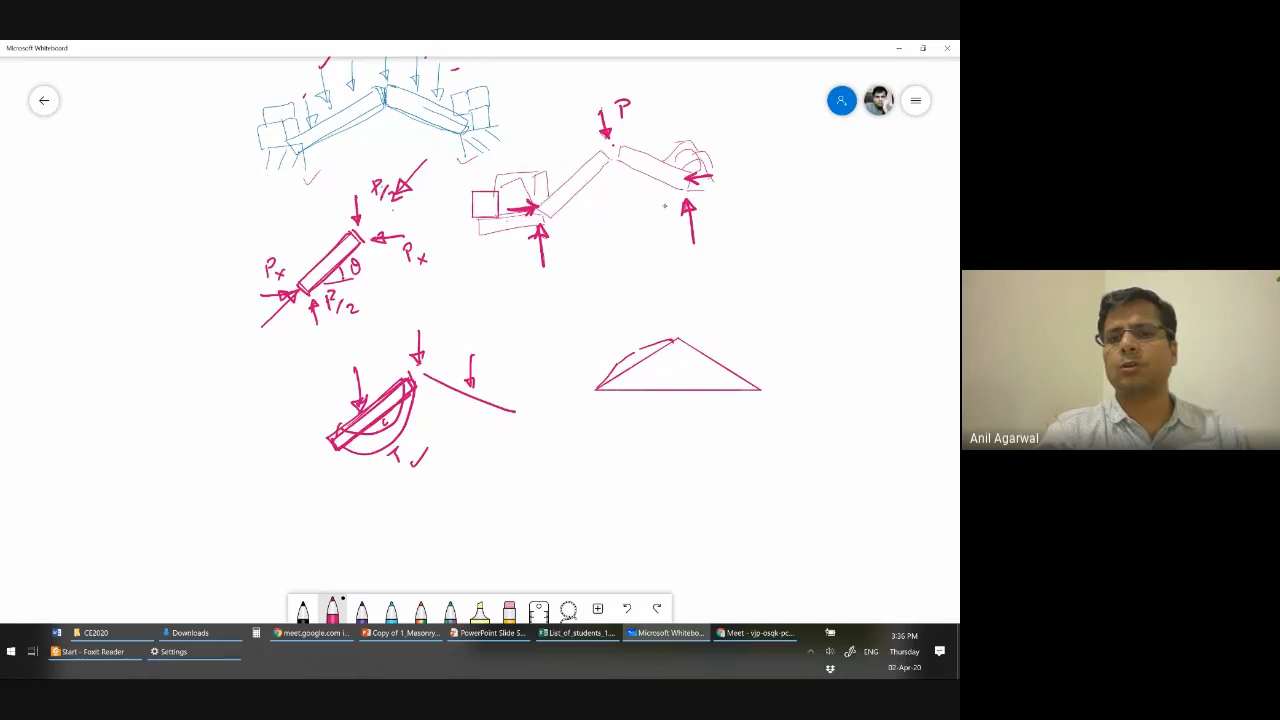 Microsoft Whiteboard
P
P/2
Px
Px
θ
P/2
C
T
Anil Agarwal
CE2020
Downloads
meet.google.com i...
Copy of 1_Masonry...
PowerPoint Slide S...
List_of_students_1....
Microsoft Whitebo...
Meet – vjp-osqk-pc...
3:36 PM
Start - Foxit Reader
Settings
ENG
Thursday
02-Apr-20